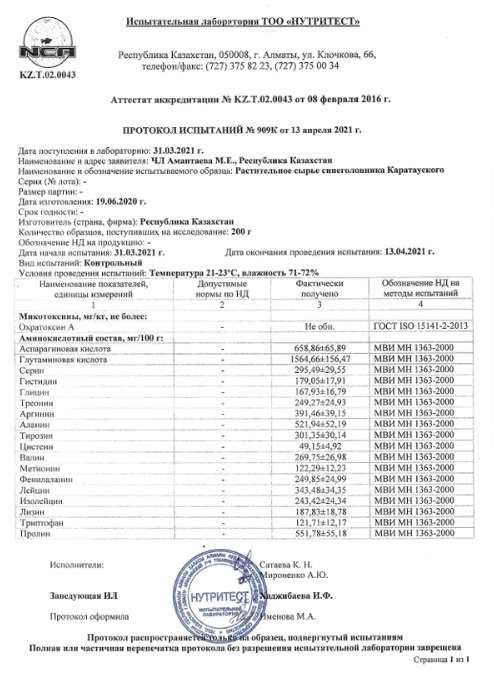 Испытательная лаборатория ТОО «НУТРИТЕСТ»
NCA
KZ.T.02.0043
Республика Казахстан, 050008, г. Алматы, ул. Клочкова, 66,
телефон/факс: (727) 375 82 23, (727) 375 00 34
Аттестат аккредитации № KZ.T.02.0043 от 08 февраля 2016 г.
ПРОТОКОЛ ИСПЫТАНИЙ № 909К от 13 апреля 2021 г.
Дата поступления в лабораторию: 31.03.2021 г.
Наименование и адрес заявителя: ЧЛ Амантаева М.Е., Республика Казахстан
Наименование и обозначение испытываемого образца: Растительное сырье синеголовника Каратауского
Серия (№ лота): -
Размер партии: -
Дата изготовления: 19.06.2020 г.
Срок годности: -
Изготовитель (страна, фирма): Республика Казахстан
Количество образцов, поступивших на исследование: 200 г
Обозначение НД на продукцию: -
Дата начала испытания: 31.03.2021 г. Дата окончания проведения испытания: 13.04.2021 г.
Вид испытаний: Контрольный
Условия проведения испытаний: Температура 21-23°С, влажность 71-72%
Наименование показателей, единицы измерений Допустимые нормы по НД Фактически получено Обозначение НД на методы испытаний
1 2 3 4
Микотоксины, мг/кг, не более:
Охратоксин А - Не обн. ГОСТ ISO 15141-2-2013
Аминокислотный состав, мг/100 г:
Аспарагиновая кислота - 658,86±65,89 МВИ МН 1363-2000
Глутаминовая кислота - 1564,66±156,47 МВИ МН 1363-2000
Серин - 295,49±29,55 МВИ МН 1363-2000
Гистидин - 179,05±17,91 МВИ МН 1363-2000
Глицин - 167,93±16,79 МВИ МН 1363-2000
Треонин - 249,27±24,93 МВИ МН 1363-2000
Аргинин - 391,46±39,15 МВИ МН 1363-2000
Аланин - 521,94±52,19 МВИ МН 1363-2000
Тирозин - 301,35±30,14 МВИ МН 1363-2000
Цистеин - 49,15±4,92 МВИ МН 1363-2000
Валин - 269,75±26,98 МВИ МН 1363-2000
Метионин - 122,29±12,23 МВИ МН 1363-2000
Фенилаланин - 249,85±24,99 МВИ МН 1363-2000
Лейцин - 343,48±34,35 МВИ МН 1363-2000
Изолейцин - 243,42±24,34 МВИ МН 1363-2000
Лизин - 187,83±18,78 МВИ МН 1363-2000
Триптофан - 121,71±12,17 МВИ МН 1363-2000
Пролин - 551,78±55,18 МВИ МН 1363-2000
Исполнители: Сатаева К. Н.
Мироненко А.Ю.
Заведующая ИЛ Хаджибаева И.Ф.
НУТРИТЕСТ
ИСПЫТАТЕЛЬНАЯ
ЛАБОРАТОРИЯ
Протокол оформила Именова М.А.
Протокол распространяется только на образец, подвергнутый испытаниям
Полная или частичная перепечатка протокола без разрешения испытательной лаборатории запрещена
Страница 1 из 1